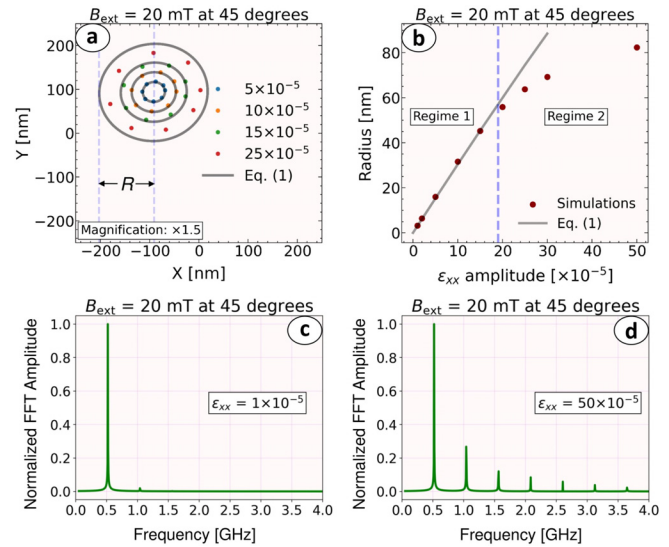 B_ext = 20 mT at 45 degrees
a
Y [nm]
200
100
0
−100
−200
5×10⁻⁵
10×10⁻⁵
15×10⁻⁵
25×10⁻⁵
Eq. (1)
R
Magnification: ×1.5
−200 −100 0 100 200
X [nm]
B_ext = 20 mT at 45 degrees
b
Radius [nm]
80
60
40
20
0
Regime 1
Regime 2
Simulations
Eq. (1)
0 10 20 30 40 50
ε_xx amplitude [×10⁻⁵]
B_ext = 20 mT at 45 degrees
c
Normalized FFT Amplitude
1.0
0.8
0.6
0.4
0.2
0.0
ε_xx = 1×10⁻⁵
0.0 0.5 1.0 1.5 2.0 2.5 3.0 3.5 4.0
Frequency [GHz]
B_ext = 20 mT at 45 degrees
d
Normalized FFT Amplitude
1.0
0.8
0.6
0.4
0.2
0.0
ε_xx = 50×10⁻⁵
0.0 0.5 1.0 1.5 2.0 2.5 3.0 3.5 4.0
Frequency [GHz]